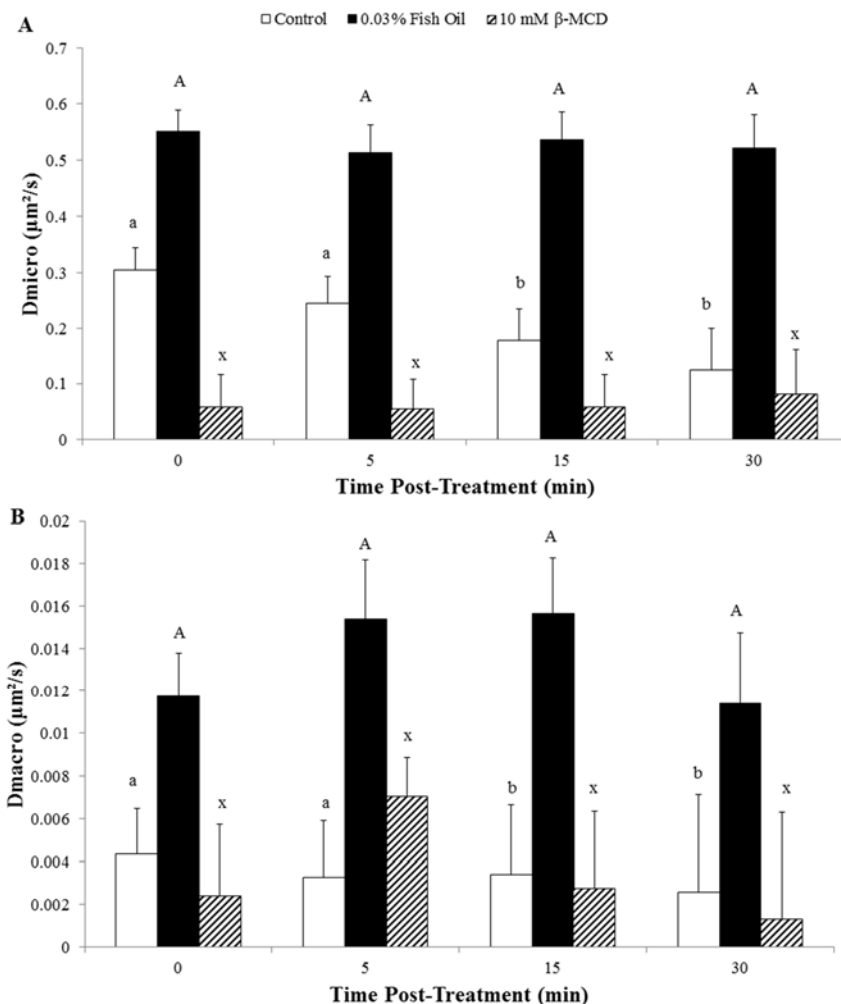 Control 0.03% Fish Oil 10 mM β-MCD
A
0.7
0.6
0.5
0.4
0.3
0.2
0.1
0
Dmicro (µm²/s)
a A x
a A x
b A x
b A x
0 5 15 30
Time Post-Treatment (min)
B
0.02
0.018
0.016
0.014
0.012
0.01
0.008
0.006
0.004
0.002
0
Dmacro (µm²/s)
a A x
a A x
b A x
b A x
0 5 15 30
Time Post-Treatment (min)